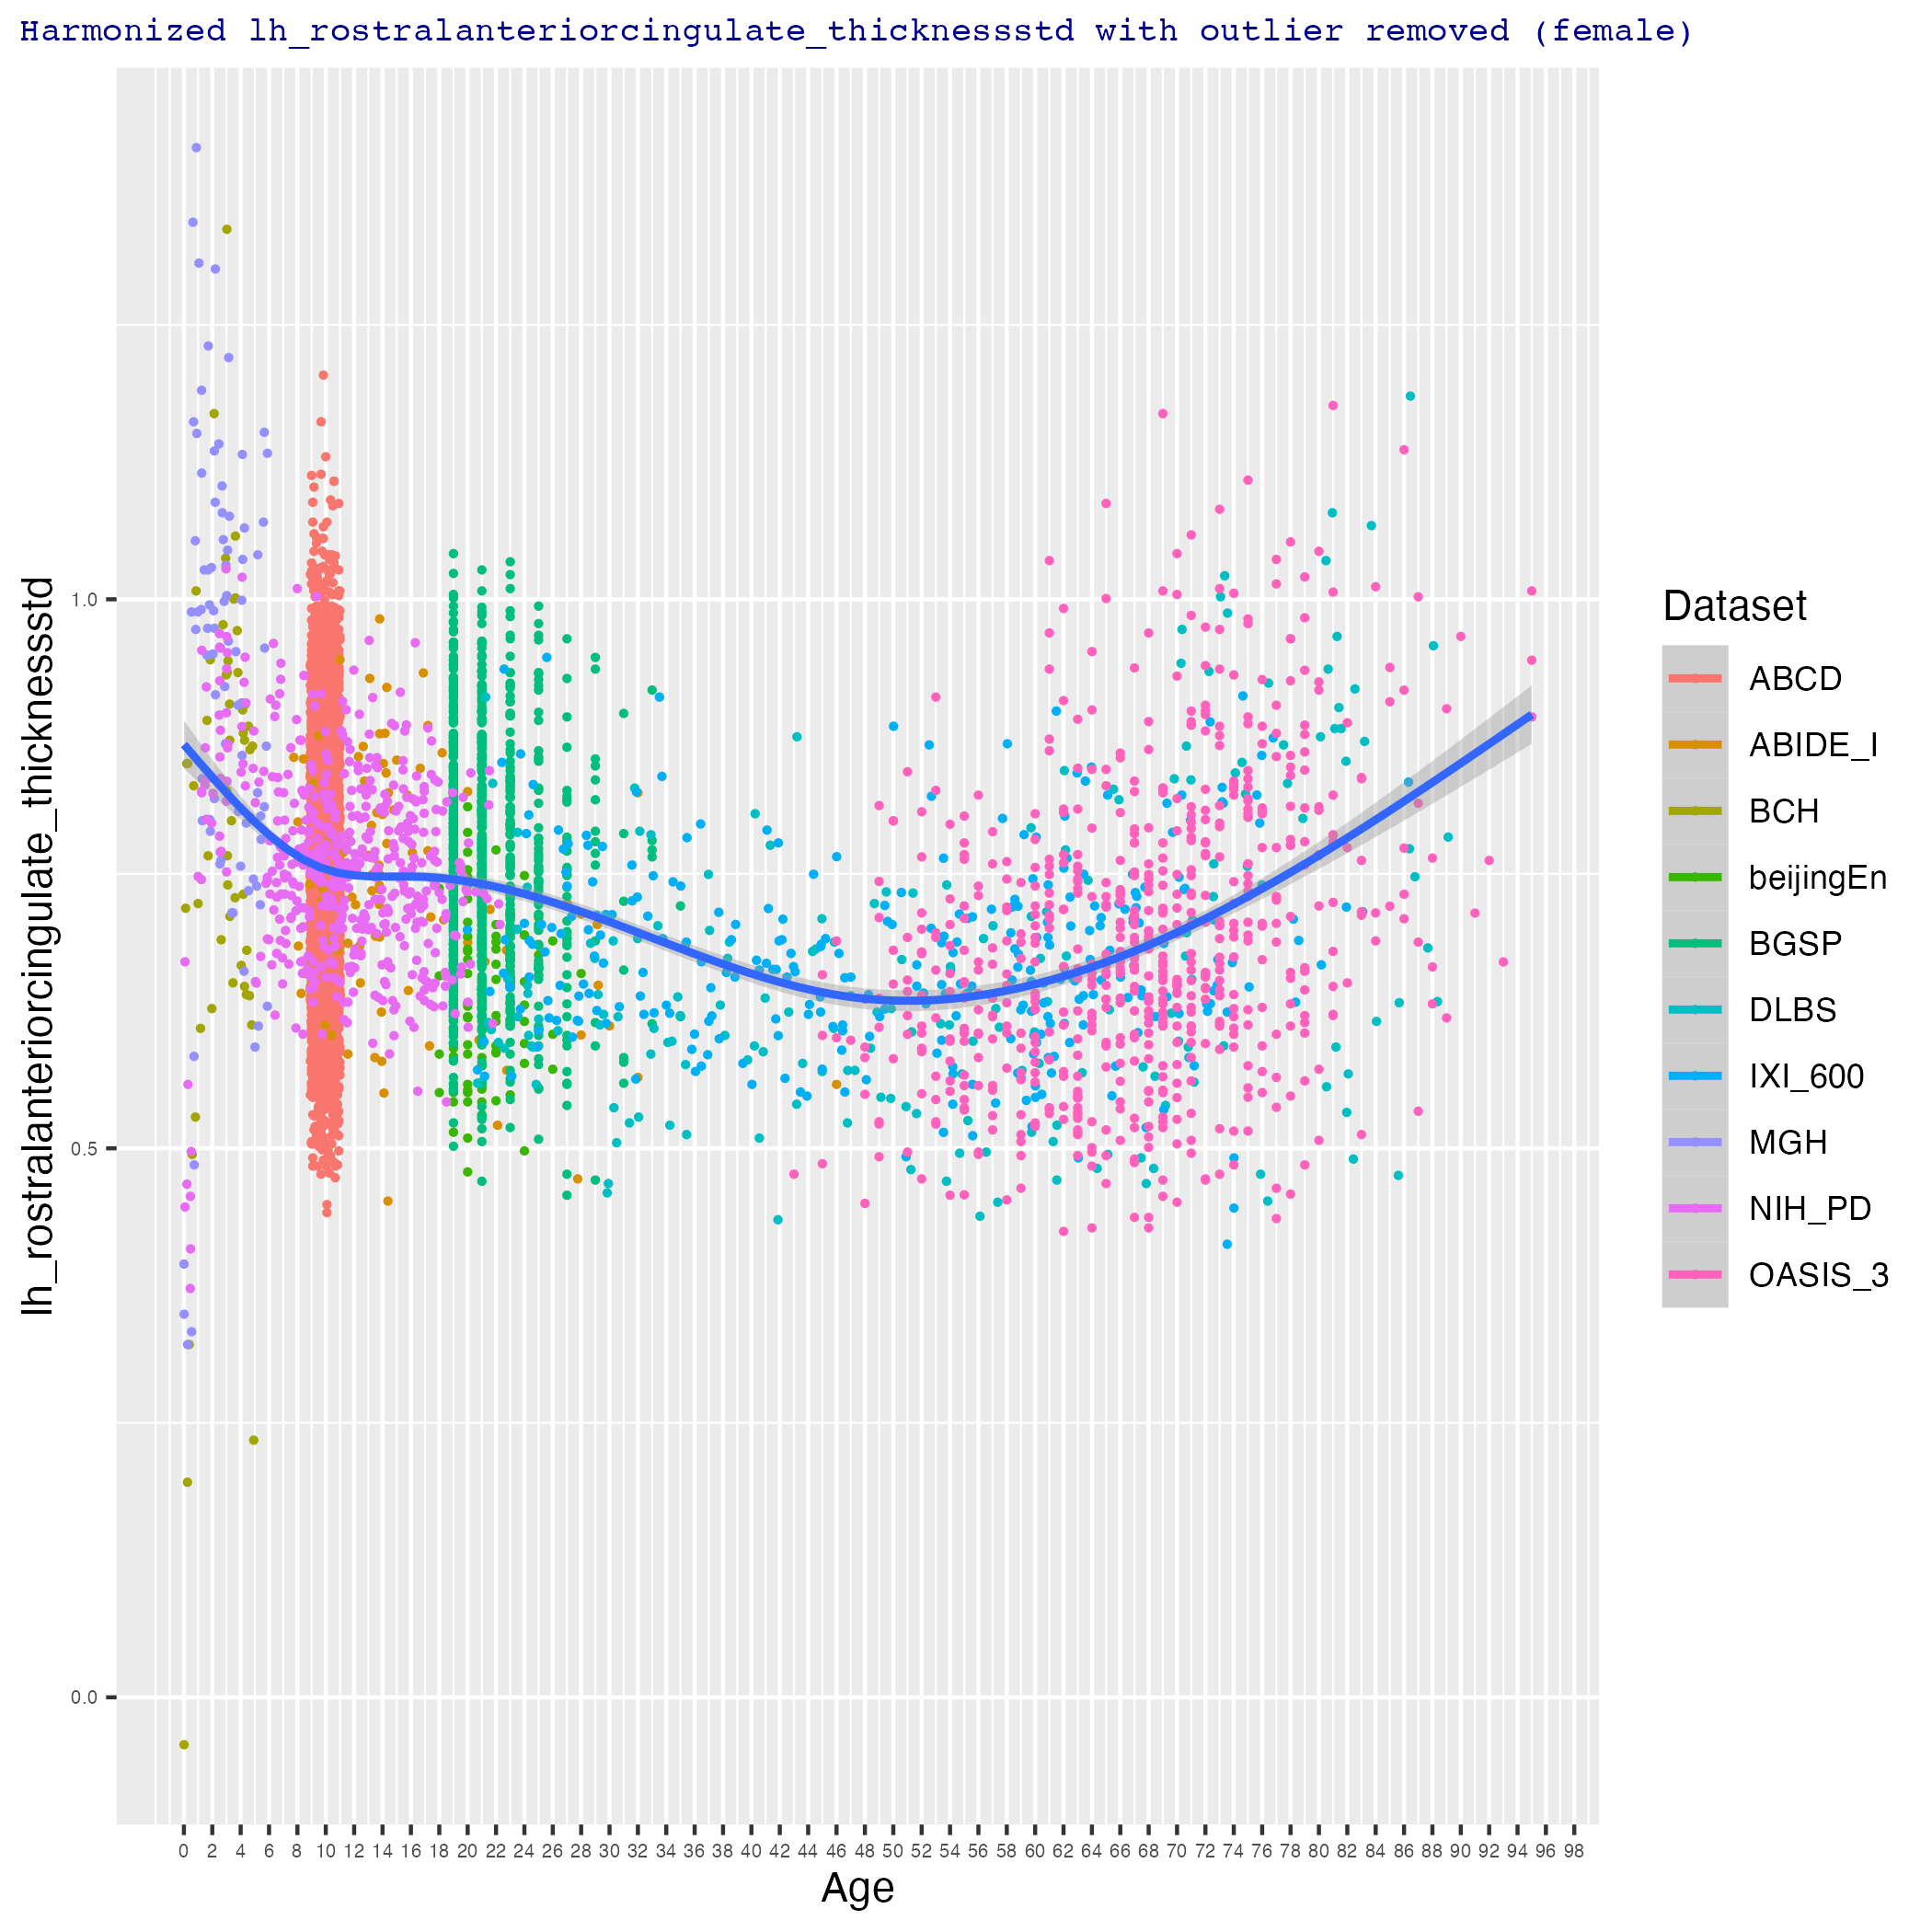 Harmonized lh_rostralanteriorcingulate_thicknessstd with outlier removed (female)
lh_rostralanteriorcingulate_thicknessstd
1.0
0.5
0.0
0 2 4 6 8 10 12 14 16 18 20 22 24 26 28 30 32 34 36 38 40 42 44 46 48 50 52 54 56 58 60 62 64 66 68 70 72 74 76 78 80 82 84 86 88 90 92 94 96 98
Age
Dataset
ABCD
ABIDE_I
BCH
beijingEn
BGSP
DLBS
IXI_600
MGH
NIH_PD
OASIS_3